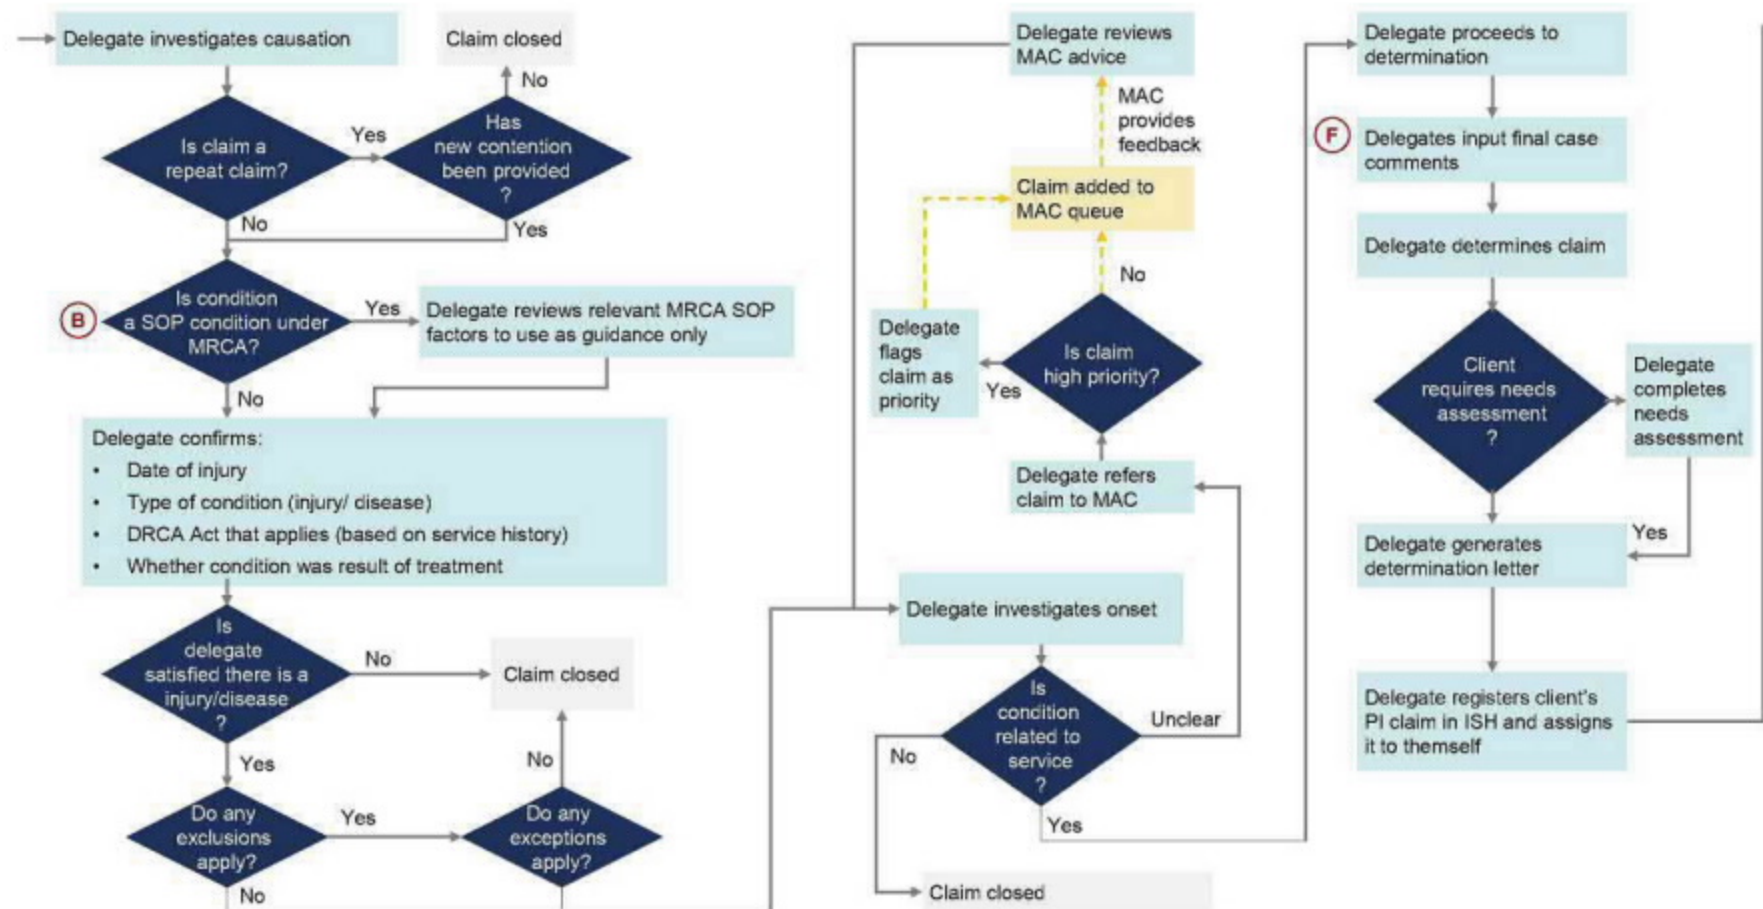 Delegate investigates causation
Claim closed
No
Is claim a
repeat claim?
Yes
Has
new contention
been provided
?
No
Yes
B
Is condition
a SOP condition under
MRCA?
Yes
Delegate reviews relevant MRCA SOP
factors to use as guidance only
No
Delegate confirms:
• Date of injury
• Type of condition (injury/ disease)
• DRCA Act that applies (based on service history)
• Whether condition was result of treatment
Is
delegate
satisfied there is a
injury/disease
?
No
Claim closed
Yes
No
Do any
exclusions
apply?
Yes
Do any
exceptions
apply?
No
Delegate reviews
MAC advice
MAC
provides
feedback
Claim added to
MAC queue
No
Delegate
flags
claim as
priority
Yes
Is claim
high priority?
Delegate refers
claim to MAC
Delegate investigates onset
Is
condition
related to
service
?
Unclear
No
Yes
Claim closed
Delegate proceeds to
determination
F
Delegates input final case
comments
Delegate determines claim
Client
requires needs
assessment
?
Delegate
completes
needs
assessment
Yes
Delegate generates
determination letter
Delegate registers client's
PI claim in ISH and assigns
it to themself